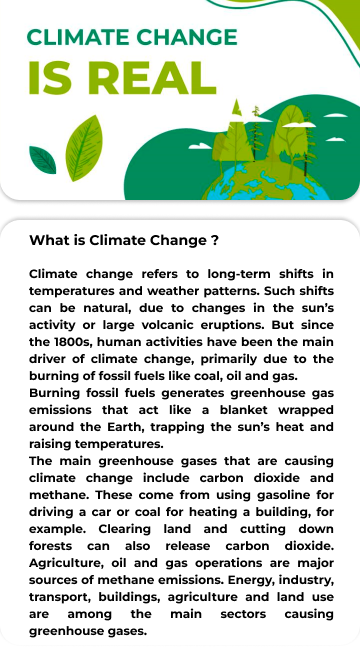 CLIMATE CHANGE
IS REAL
What is Climate Change ?
Climate change refers to long-term shifts in
temperatures and weather patterns. Such shifts
can be natural, due to changes in the sun's
activity or large volcanic eruptions. But since
the 1800s, human activities have been the main
driver of climate change, primarily due to the
burning of fossil fuels like coal, oil and gas.
Burning fossil fuels generates greenhouse gas
emissions that act like a blanket wrapped
around the Earth, trapping the sun's heat and
raising temperatures.
The main greenhouse gases that are causing
climate change include carbon dioxide and
methane. These come from using gasoline for
driving a car or coal for heating a building, for
example. Clearing land and cutting down
forests can also release carbon dioxide.
Agriculture, oil and gas operations are major
sources of methane emissions. Energy, industry,
transport, buildings, agriculture and land use
are among the main sectors causing
greenhouse gases.